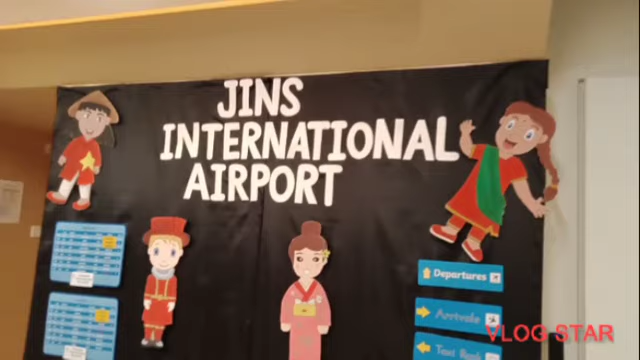 JINS
INTERNATIONAL
AIRPORT
Departures
Arrivals
VLOG STAR